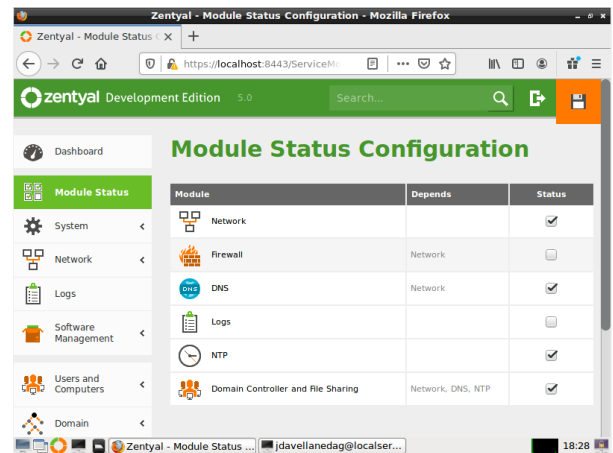 Zentyal - Module Status Configuration - Mozilla Firefox
Zentyal - Module Status C
https://localhost:8443/ServiceMo
zentyal Development Edition 5.0 Search...
Module Status Configuration
Dashboard
Module Status
System
Network
Logs
Software Management
Users and Computers
Domain
Module Depends Status
Network
Firewall Network
DNS DNS Network
Logs
NTP
Domain Controller and File Sharing Network, DNS, NTP
Zentyal - Module Status ... jdavellanedag@localser... 18:28